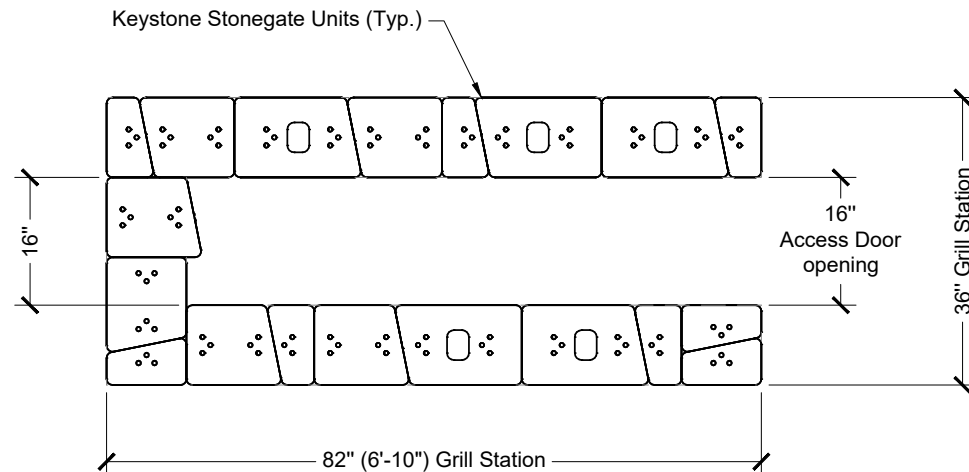 Keystone Stonegate Units (Typ.)
16"
16"
Access Door
opening
36" Grill Station
82" (6'-10") Grill Station